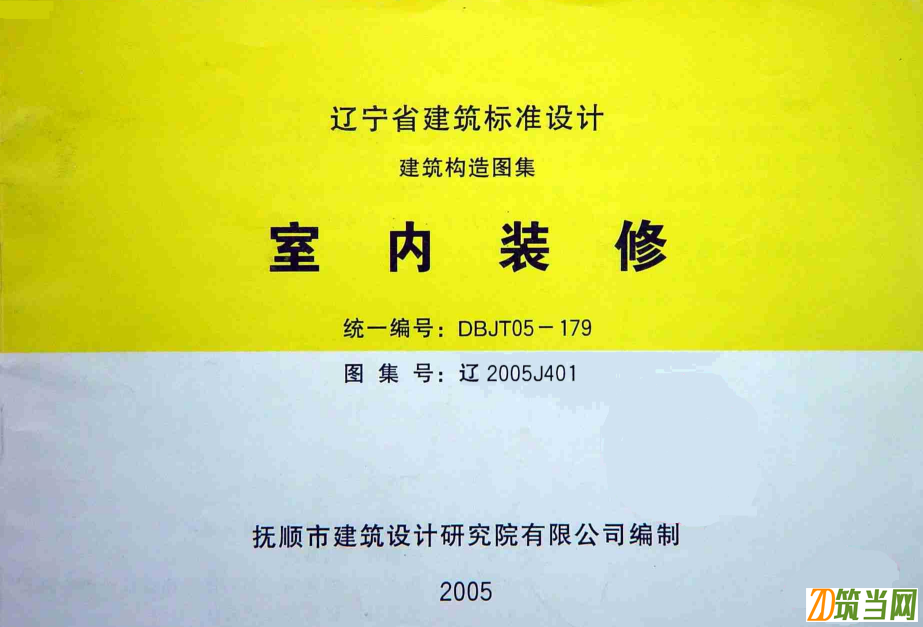 辽宁省建筑标准设计
建筑构造图集
室内装修
统一编号：DBJT05－179
图集号：辽2005J401
抚顺市建筑设计研究院有限公司编制
2005
ZD筑当网